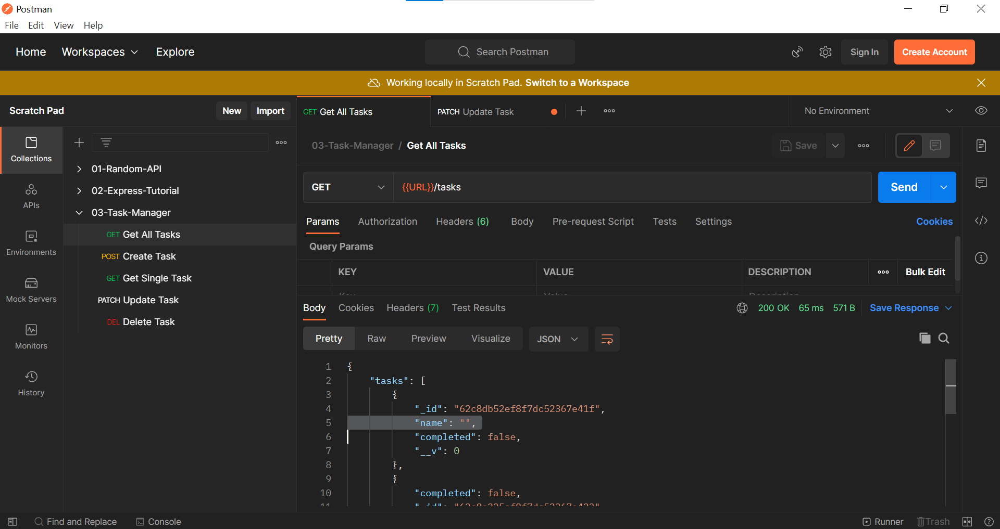 Postman
File Edit View Help
Home Workspaces Explore Search Postman Sign In Create Account
Working locally in Scratch Pad. Switch to a Workspace
Scratch Pad New Import GET Get All Tasks PATCH Update Task No Environment
03-Task-Manager / Get All Tasks Save
Collections
01-Random-API
02-Express-Tutorial
03-Task-Manager
GET Get All Tasks
POST Create Task
GET Get Single Task
PATCH Update Task
DEL Delete Task
APIs
Environments
Mock Servers
Monitors
History
GET {{URL}}/tasks Send
Params Authorization Headers (6) Body Pre-request Script Tests Settings Cookies
Query Params
KEY VALUE DESCRIPTION Bulk Edit
Key Value Description
Body Cookies Headers (7) Test Results 200 OK 65 ms 571 B Save Response
Pretty Raw Preview Visualize JSON
1 {
2 "tasks": [
3 {
4 "_id": "62c8db52ef8f7dc52367e41f",
5 "name": "",
6 "completed": false,
7 "__v": 0
8 },
9 {
10 "completed": false,
11
Find and Replace Console Runner Trash